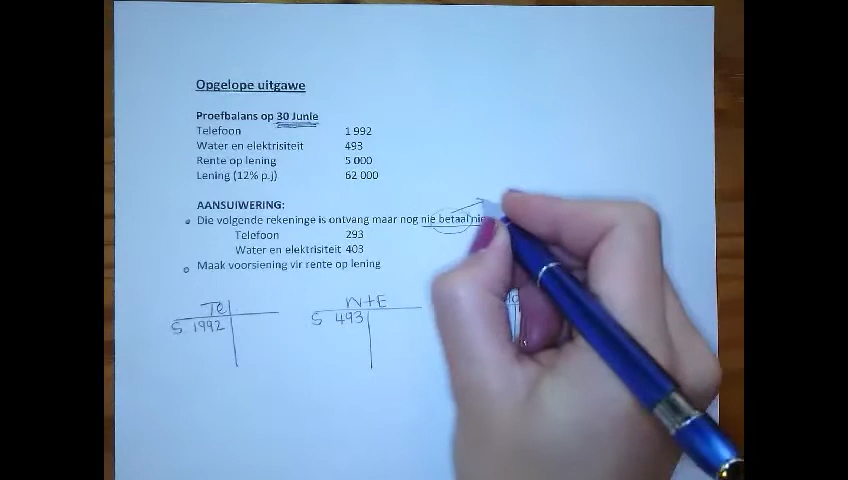 Opgelope uitgawe
Proefbalans op 30 Junie
Telefoon 1 992
Water en elektrisiteit 493
Rente op lening 5 000
Lening (12% p.j) 62 000
AANSUIWERING:
Die volgende rekeninge is ontvang maar nog nie betaal nie
Telefoon 293
Water en elektrisiteit 403
Maak voorsiening vir rente op lening
Tel
W+E
S 1992
S 493